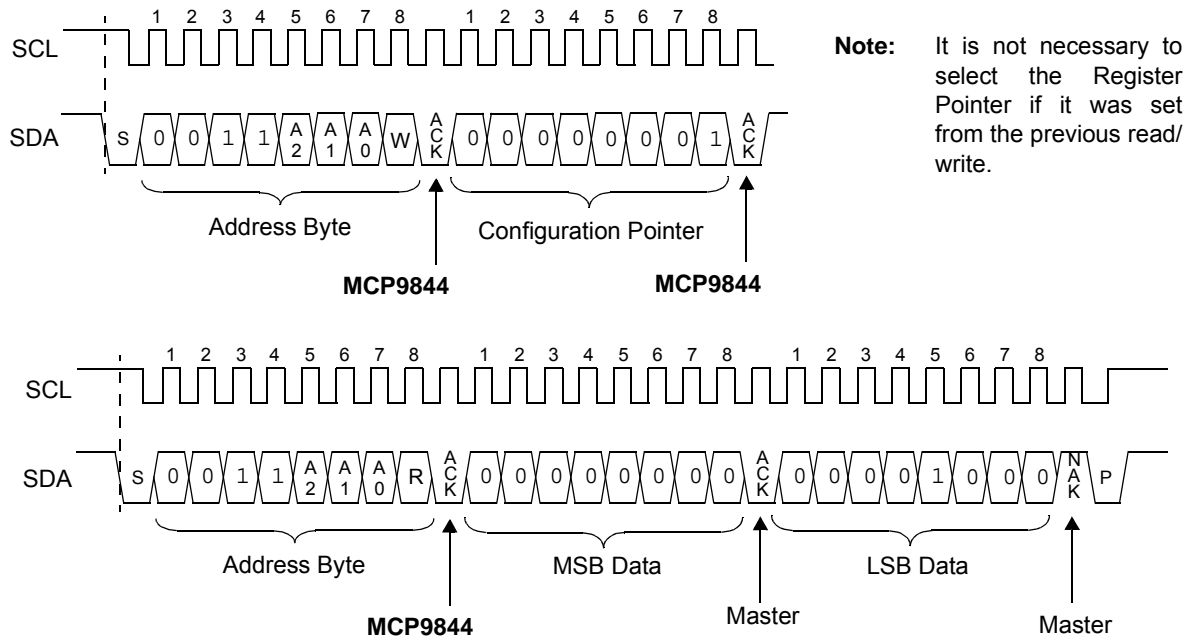 1 2 3 4 5 6 7 8 1 2 3 4 5 6 7 8
SCL
SDA
S 0 0 1 1 A2 A1 A0 W ACK 0 0 0 0 0 0 0 1 ACK
Address Byte Configuration Pointer
MCP9844 MCP9844
Note: It is not necessary to
select the Register
Pointer if it was set
from the previous read/
write.
1 2 3 4 5 6 7 8 1 2 3 4 5 6 7 8 1 2 3 4 5 6 7 8
SCL
SDA
S 0 0 1 1 A2 A1 A0 R ACK 0 0 0 0 0 0 0 0 ACK 0 0 0 0 1 0 0 0 NAK P
Address Byte MSB Data LSB Data
MCP9844 Master Master